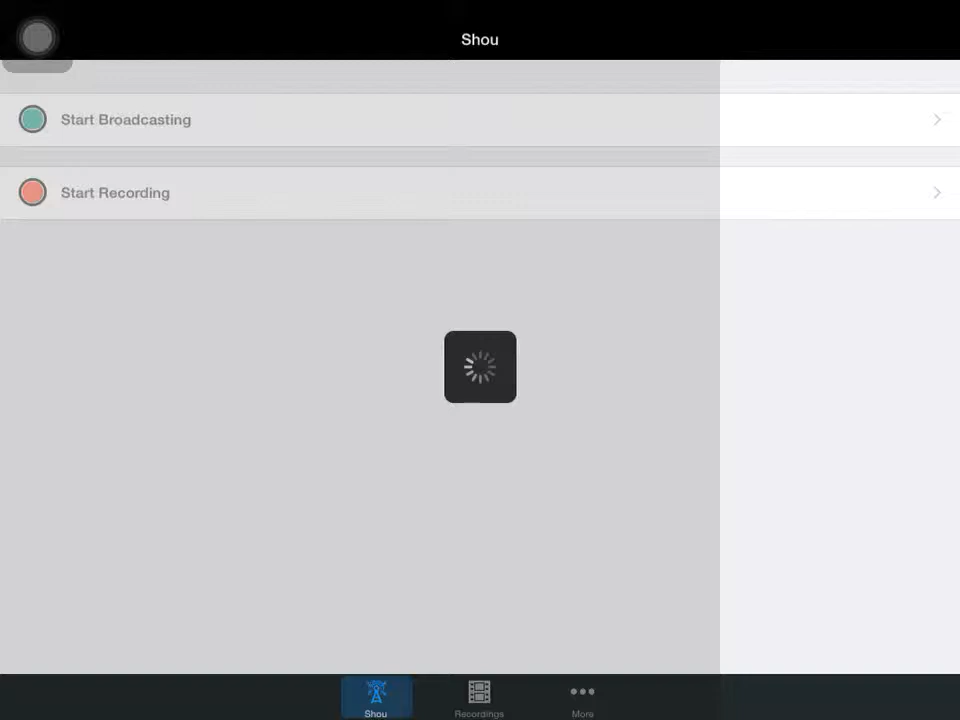 Shou
Start Broadcasting
Start Recording
Shou
Recordings
More